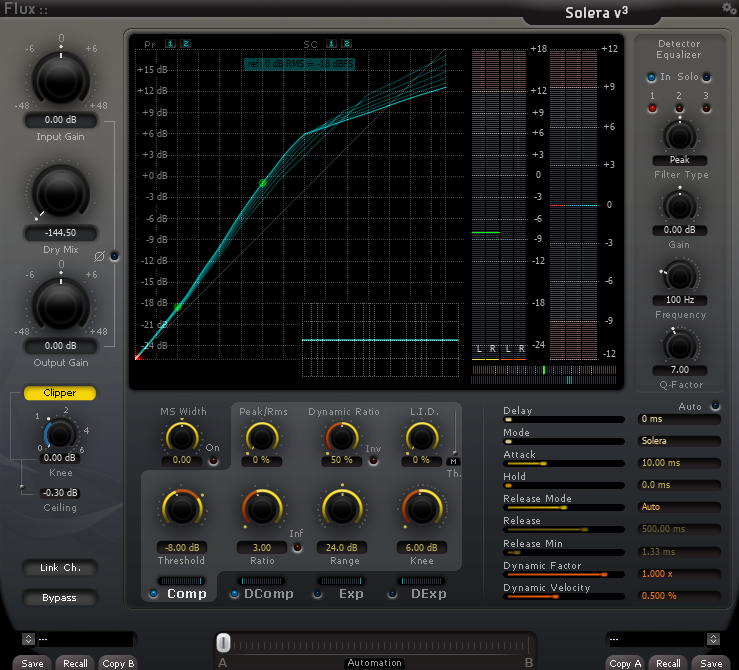 Flux ::
Solera v3
0
-6 +6
-48 +48
0.00 dB
Input Gain
-144.50
Dry Mix
Ø
0
-6 +6
-48 +48
0.00 dB
Output Gain
Clipper
1 2 4 6 0
0.00 dB
Knee
-0.30 dB
Ceiling
Link Ch.
Bypass
Pr 1 2
SC 1 2
ref: 0 dB RMS = -18 dBFS
+15 dB
+12 dB
+9 dB
+6 dB
+3 dB
+0 dB
-3 dB
-6 dB
-9 dB
-12 dB
-15 dB
-18 dB
-21 dB
-24 dB
+18 +12
+12 +9
+9
+6 +6
+3 +3
0
-3 0
-6
-9 -3
-12
-6
-18
-9
-24 -12
L R L R
Detector
Equalizer
In Solo
1 2 3
Peak
Filter Type
0.00 dB
Gain
100 Hz
Frequency
7.00
Q-Factor
MS Width
0.00
On
Peak/Rms
0 %
Dynamic Ratio
50 %
Inv
L.I.D.
0 %
M
Th.
-8.00 dB
Threshold
3.00
Ratio
Inf
24.0 dB
Range
6.00 dB
Knee
Comp
DComp
Exp
DExp
Auto
Delay
0 ms
Mode
Solera
Attack
10.00 ms
Hold
0.0 ms
Release Mode
Auto
Release
500.00 ms
Release Min
1.33 ms
Dynamic Factor
1.000 x
Dynamic Velocity
0.500 %
---
Save Recall Copy B
A
Automation
B
---
Copy A Recall Save